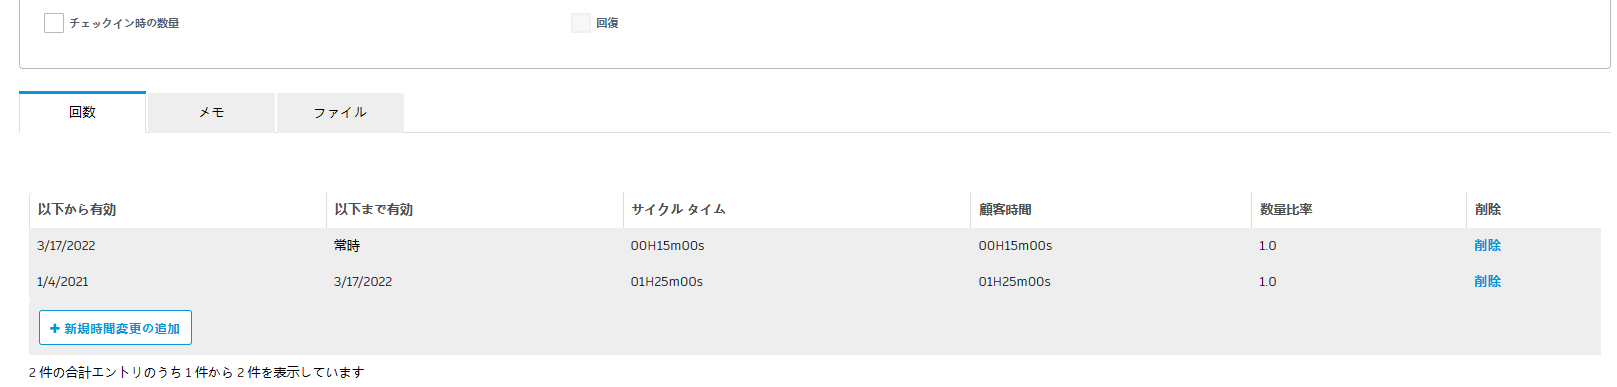 チェックイン時の数量 回復
回数 メモ ファイル
以下から有効 以下まで有効 サイクル タイム 顧客時間 数量比率 削除
3/17/2022 常時 00H15m00s 00H15m00s 1.0 削除
1/4/2021 3/17/2022 01H25m00s 01H25m00s 1.0 削除
+ 新規時間変更の追加
2 件の合計エントリのうち 1 件から 2 件を表示しています